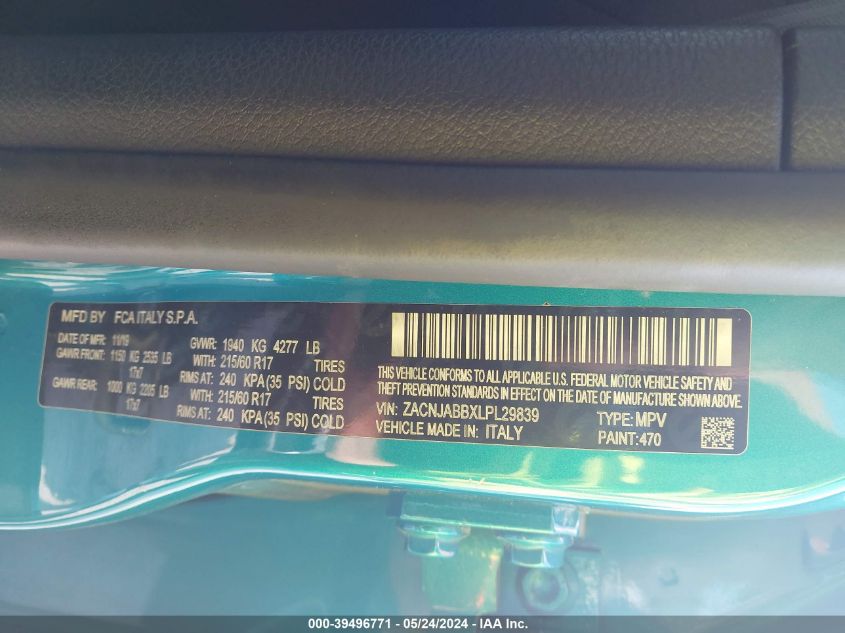 MFD BY FCA ITALY S.P.A.
DATE OF MFR: 11/19 GVWR: 1940 KG 4277 LB
GAWR FRONT: 1150 KG 2535 LB WITH: 215/60 R17 TIRES
17x7 RIMS AT: 240 KPA(35 PSI) COLD
GAWR REAR: 1000 KG 2205 LB WITH: 215/60 R17 TIRES
17x7 RIMS AT: 240 KPA(35 PSI) COLD
THIS VEHICLE CONFORMS TO ALL APPLICABLE U.S. FEDERAL MOTOR VEHICLE SAFETY AND
THEFT PREVENTION STANDARDS IN EFFECT ON THE DATE OF MANUFACTURE SHOWN ABOVE.
VIN: ZACNJABBXLPL29839 TYPE: MPV
VEHICLE MADE IN: ITALY PAINT:470
000-39496771 - 05/24/2024 - IAA, Inc.